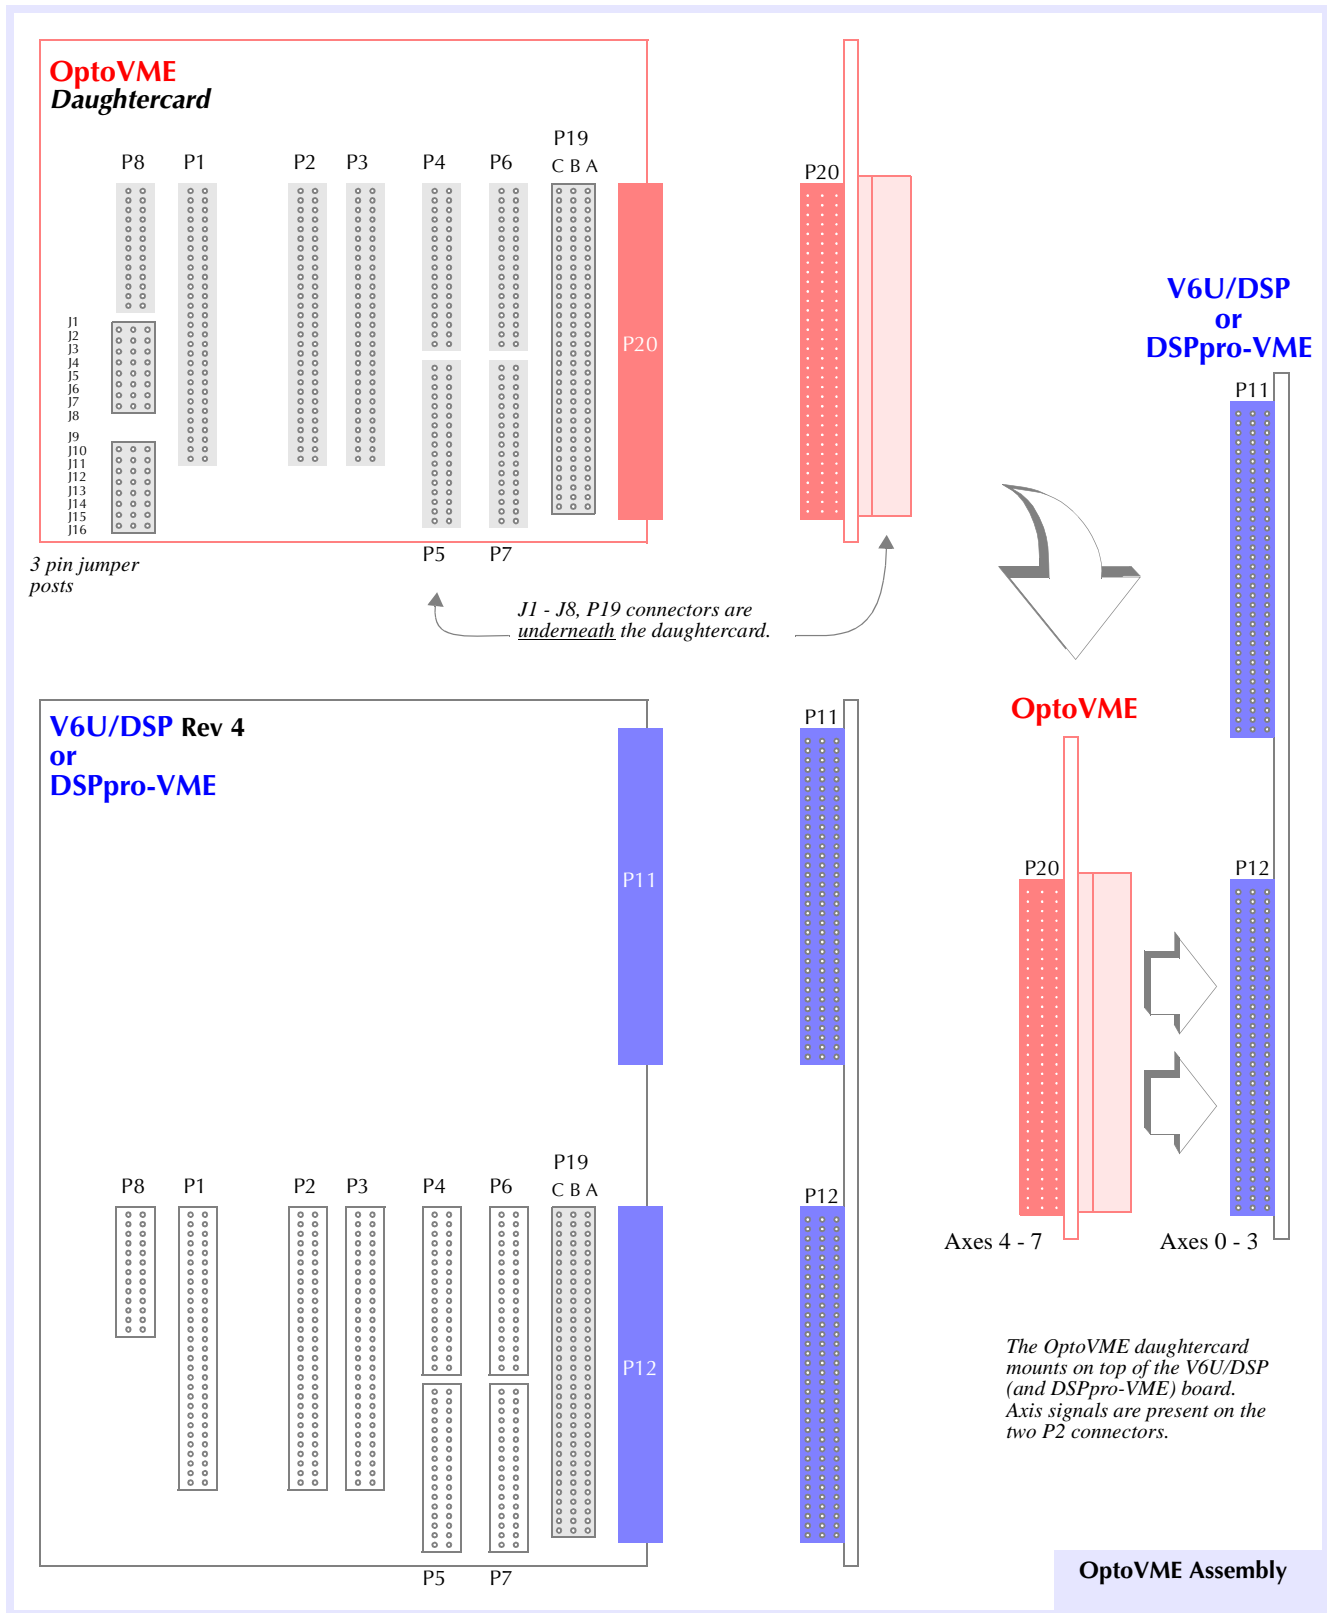 OptoVME
Daughtercard
P19
P8 P1 P2 P3 P4 P6 C B A
P20
P20
J1
J2
J3
J4
J5
J6
J7
J8
J9
J10
J11
J12
J13
J14
J15
J16
3 pin jumper
posts
P5 P7
J1 - J8, P19 connectors are
underneath the daughtercard.
V6U/DSP
or
DSPpro-VME
P11
OptoVME
P20
P12
Axes 4 - 7
Axes 0 - 3
V6U/DSP Rev 4
or
DSPpro-VME
P11
P11
P19
P8 P1 P2 P3 P4 P6 C B A
P12
P12
P5 P7
The OptoVME daughtercard
mounts on top of the V6U/DSP
(and DSPpro-VME) board.
Axis signals are present on the
two P2 connectors.
OptoVME Assembly